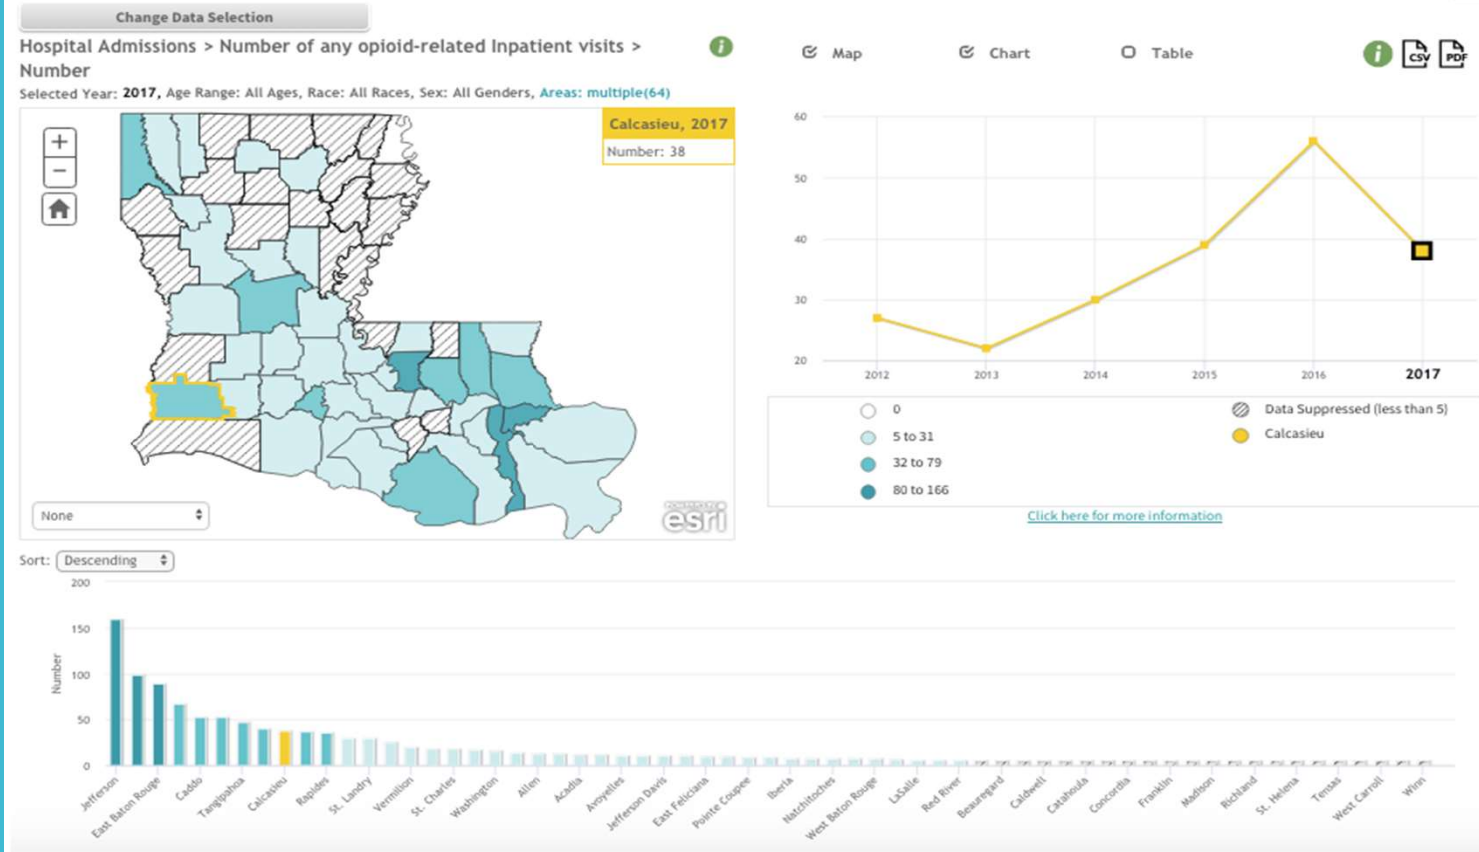 Change Data Selection
Hospital Admissions > Number of any opioid-related Inpatient visits >
Number
Selected Year: 2017, Age Range: All Ages, Race: All Races, Sex: All Genders, Areas: multiple(64)
Map
Chart
Table
i
i
CSV
PDF
+
−
Calcasieu, 2017
Number: 38
None
POWERED BY
esri
60
50
40
30
20
2012
2013
2014
2015
2016
2017
0
5 to 31
32 to 79
80 to 166
Data Suppressed (less than 5)
Calcasieu
Click here for more information
Sort:
Descending
200
150
100
50
0
Number
Jefferson
East Baton Rouge
Caddo
Tangipahoa
Calcasieu
Rapides
St. Landry
Vermilion
St. Charles
Washington
Allen
Acadia
Avoyelles
Jefferson Davis
East Feliciana
Pointe Coupee
Iberia
Natchitoches
West Baton Rouge
LaSalle
Red River
Beauregard
Caldwell
Catahoula
Concordia
Franklin
Madison
Richland
St. Helena
Tensas
West Carroll
Winn